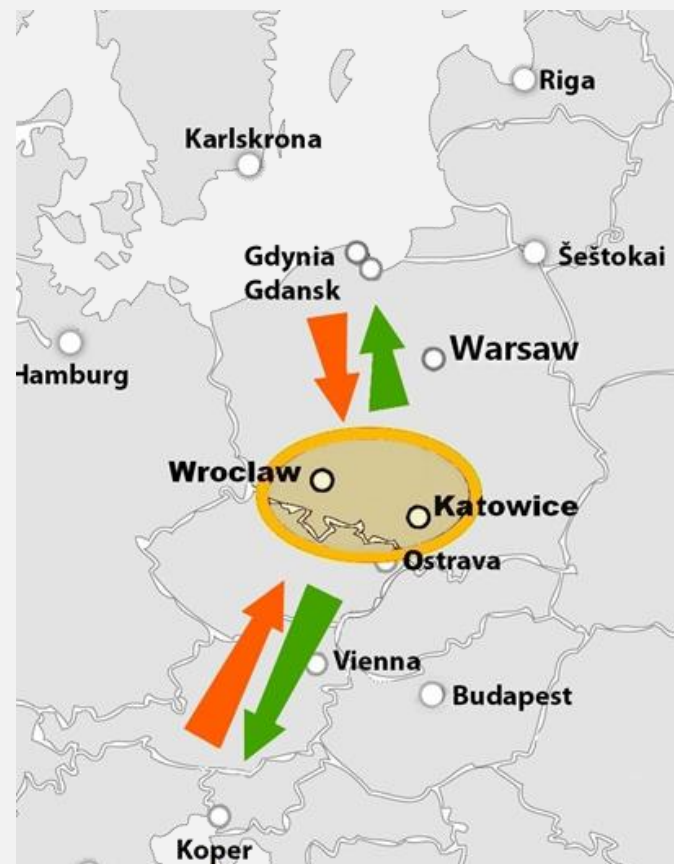 Riga
Karlskrona
Gdynia
Šeštokai
Gdansk
Warsaw
Hamburg
Wroclaw
Katowice
Ostrava
Vienna
Budapest
Koper